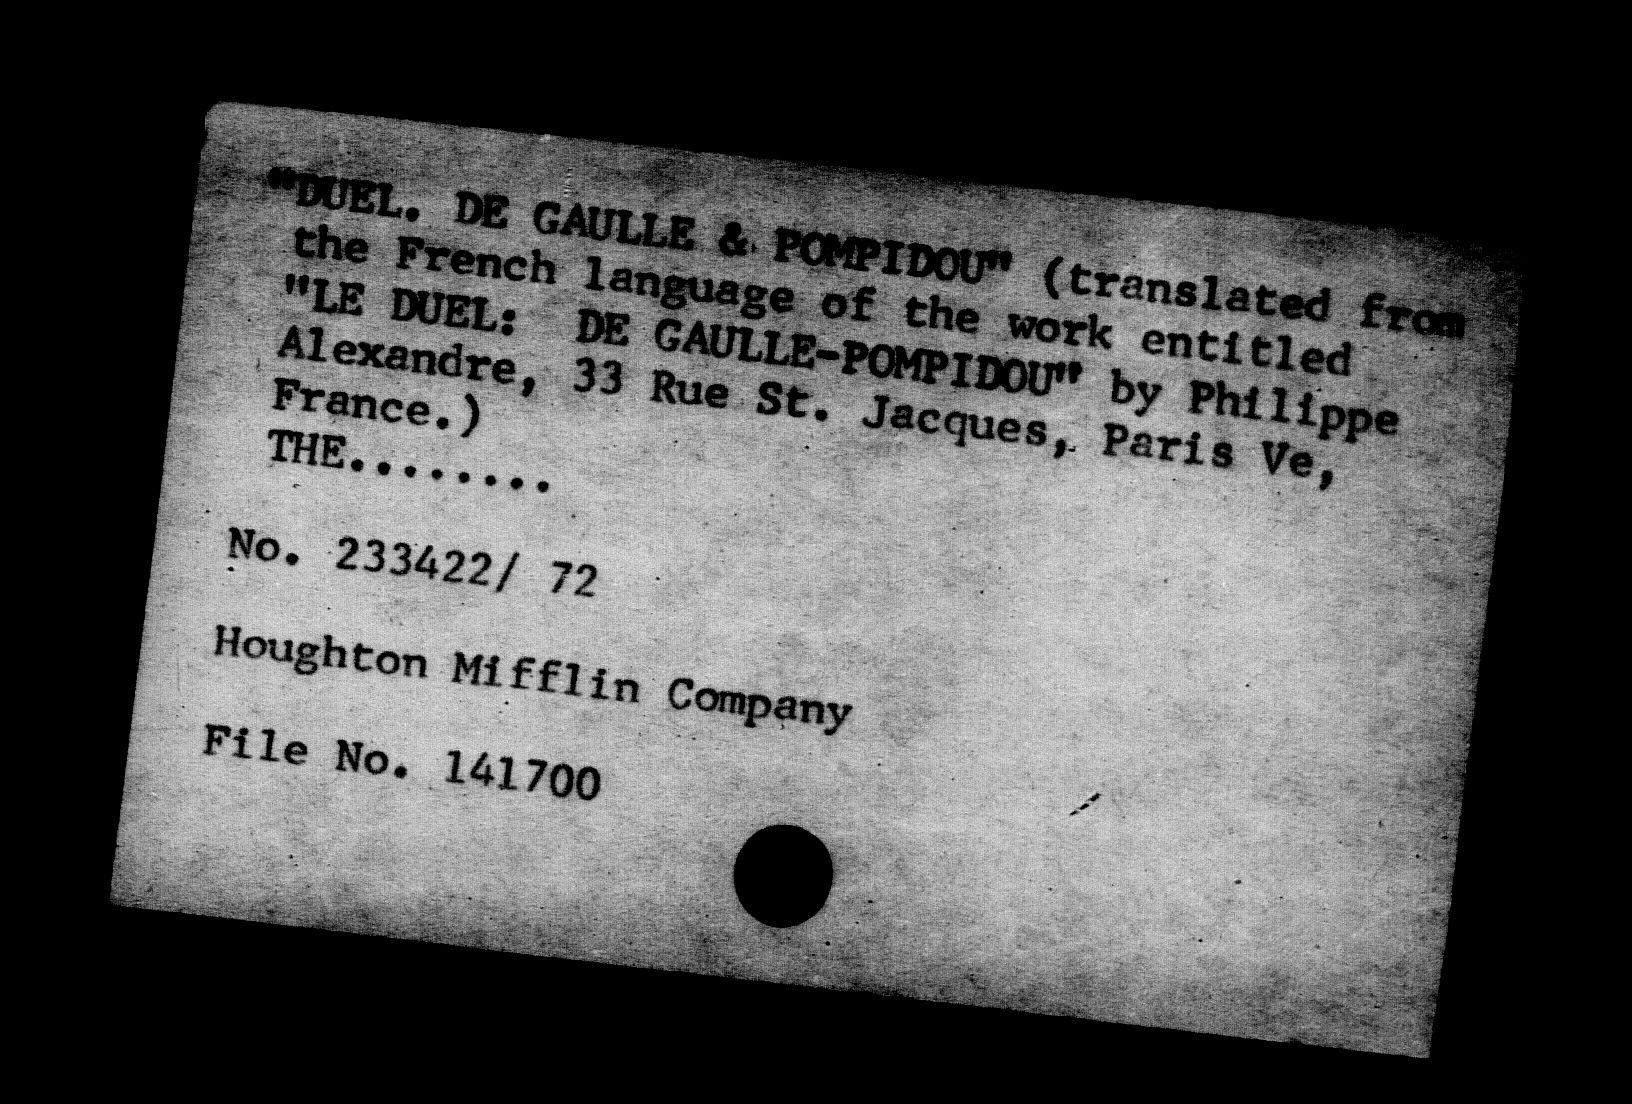 "DUEL. DE GAULLE & POMPIDOU" (translated from
the French language of the work entitled
"LE DUEL: DE GAULLE-POMPIDOU" by Philippe
Alexandre, 33 Rue St. Jacques, Paris Ve,
France.)
THE........
No. 233422/ 72
Houghton Mifflin Company
File No. 141700